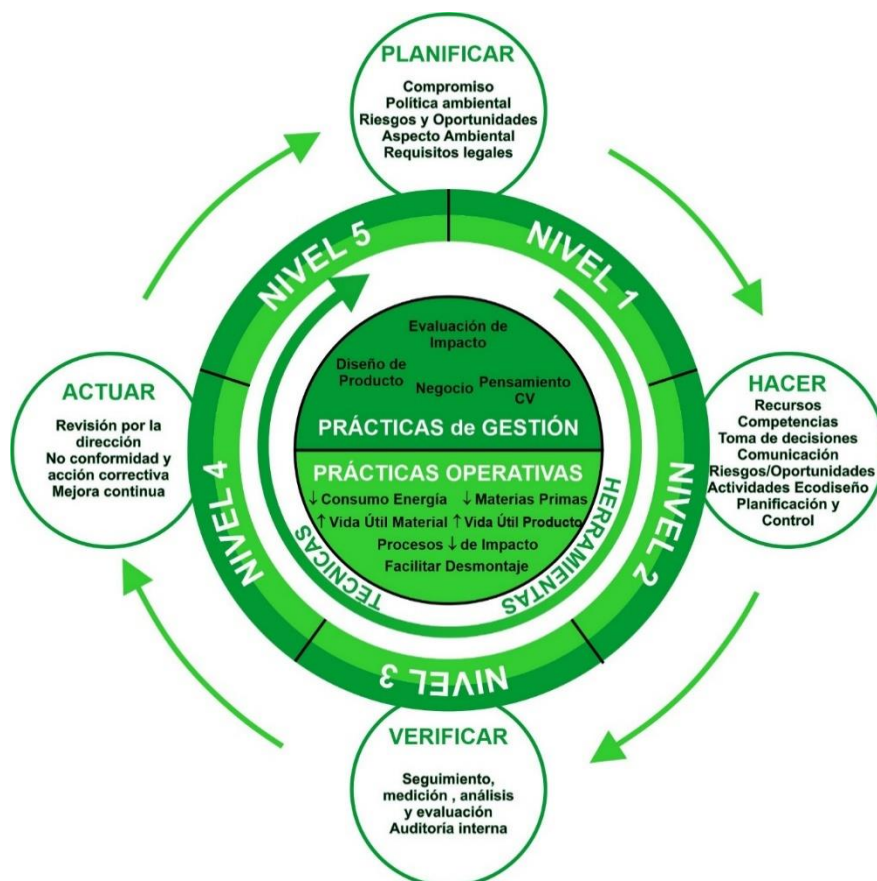 PLANIFICAR
Compromiso
Política ambiental
Riesgos y Oportunidades
Aspecto Ambiental
Requisitos legales
NIVEL 5
NIVEL 1
ACTUAR
Revisión por la
dirección
No conformidad y
acción correctiva
Mejora continua
Evaluación de
Impacto
Diseño de
Producto
Negocio
Pensamiento
CV
PRÁCTICAS de GESTIÓN
PRÁCTICAS OPERATIVAS
↓ Consumo Energía ↓ Materias Primas
↑ Vida Útil Material ↑ Vida Útil Producto
Procesos ↓ de Impacto
Facilitar Desmontaje
HACER
Recursos
Competencias
Toma de decisiones
Comunicación
Riesgos/Oportunidades
Actividades Ecodiseño
Planificación y
Control
NIVEL 4
TÉCNICAS
HERRAMIENTAS
NIVEL 2
NIVEL 3
VERIFICAR
Seguimiento,
medición , análisis
y evaluación
Auditoría interna